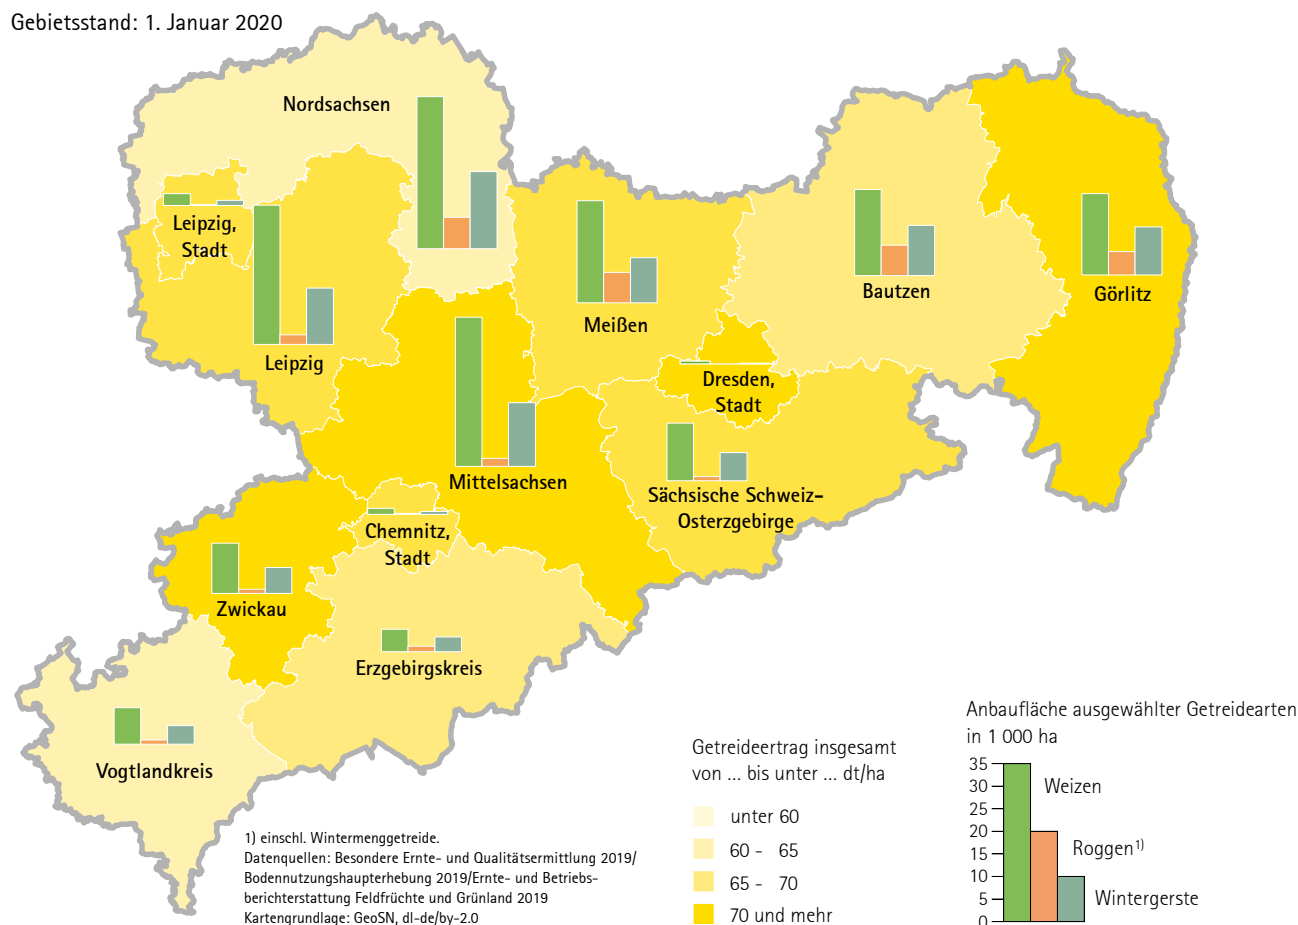 Gebietsstand: 1. Januar 2020
Nordsachsen
Leipzig,
Stadt
Leipzig
Meißen
Bautzen
Görlitz
Dresden,
Stadt
Mittelsachsen
Sächsische Schweiz-
Osterzgebirge
Chemnitz,
Stadt
Zwickau
Erzgebirgskreis
Vogtlandkreis
Getreideertrag insgesamt
von ... bis unter ... dt/ha
unter 60
60 - 65
65 - 70
70 und mehr
Anbaufläche ausgewählter Getreidearten
in 1 000 ha
35
30
25
20
15
10
5
0
Weizen
Roggen1)
Wintergerste
1) einschl. Wintermenggetreide.
Datenquellen: Besondere Ernte- und Qualitätsermittlung 2019/
Bodennutzungshaupterhebung 2019/Ernte- und Betriebs-
berichterstattung Feldfrüchte und Grünland 2019
Kartengrundlage: GeoSN, dl-de/by-2.0